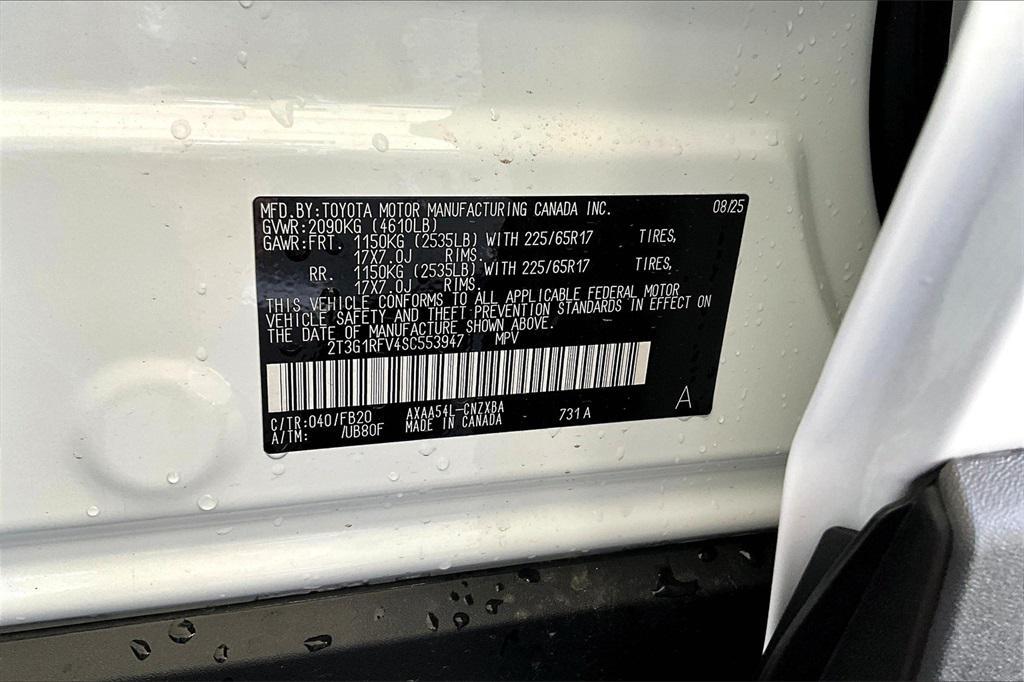 MFD.BY:TOYOTA MOTOR MANUFACTURING CANADA INC. 08/25
GVWR:2090KG (4610LB)
GAWR:FRT. 1150KG (2535LB) WITH 225/65R17 TIRES,
17X7.0J RIMS.
RR. 1150KG (2535LB) WITH 225/65R17 TIRES,
17X7.0J RIMS.
THIS VEHICLE CONFORMS TO ALL APPLICABLE FEDERAL MOTOR
VEHICLE SAFETY AND THEFT PREVENTION STANDARDS IN EFFECT ON
THE DATE OF MANUFACTURE SHOWN ABOVE.
2T3G1RFV4SC553947 MPV
C/TR:040/FB20 AXAA54L-CNZXBA 731A A
A/TM: /UB80F MADE IN CANADA